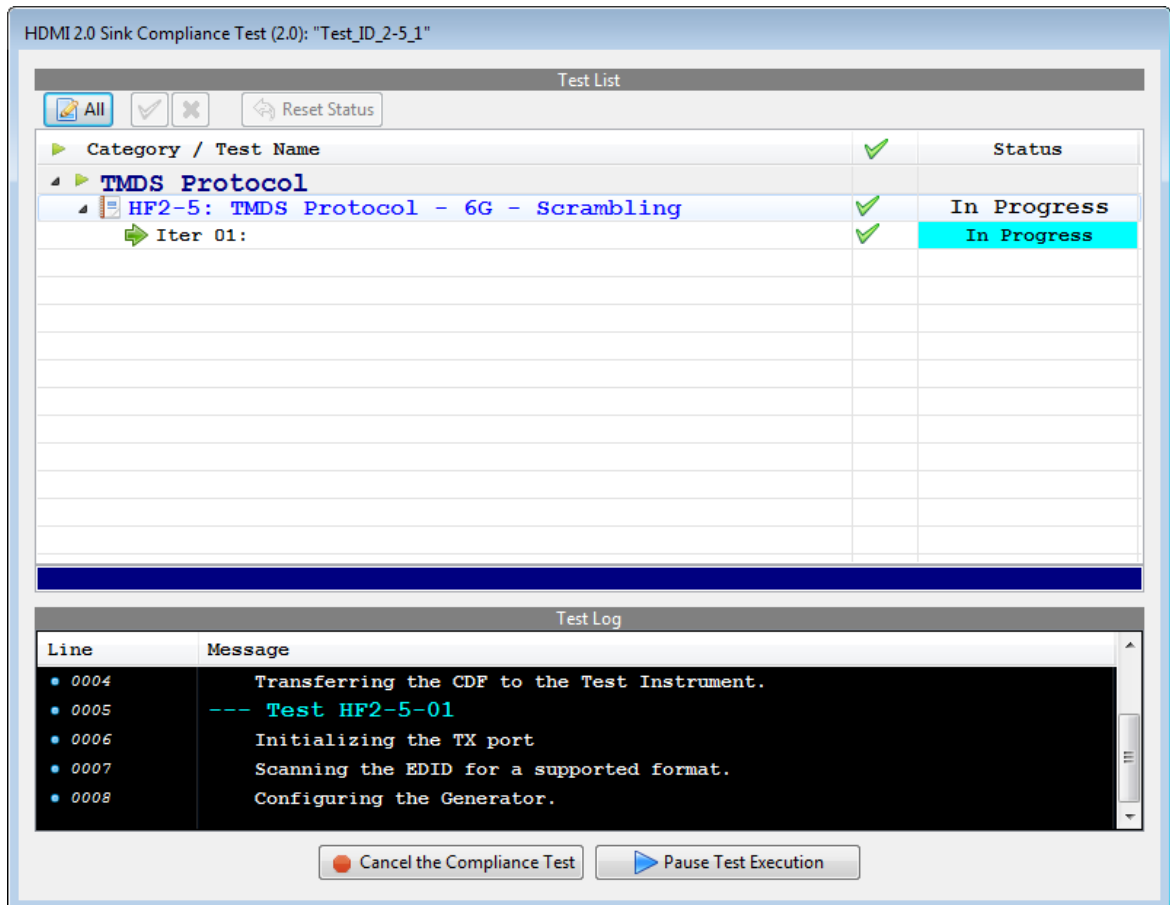 HDMI 2.0 Sink Compliance Test (2.0): "Test_ID_2-5_1"
Test List
All Reset Status
Category / Test Name Status
TMDS Protocol
HF2-5: TMDS Protocol - 6G - Scrambling In Progress
Iter 01: In Progress
Test Log
Line Message
0004 Transferring the CDF to the Test Instrument.
0005 --- Test HF2-5-01
0006 Initializing the TX port
0007 Scanning the EDID for a supported format.
0008 Configuring the Generator.
Cancel the Compliance Test Pause Test Execution